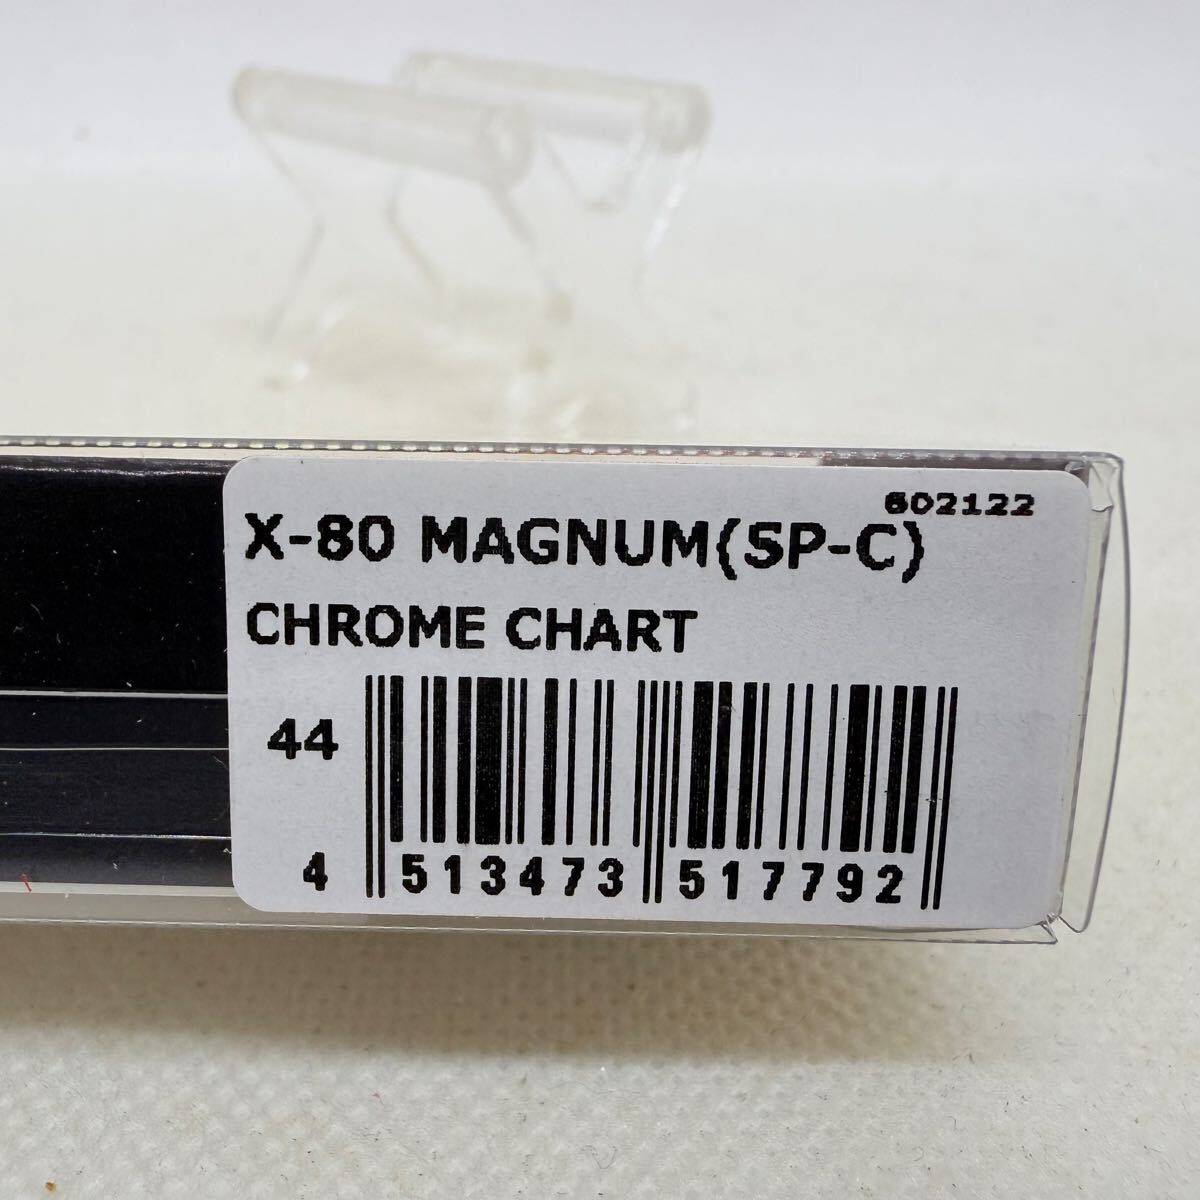 602122
X-80 MAGNUM(SP-C)
CHROME CHART
44
4 513473 517792